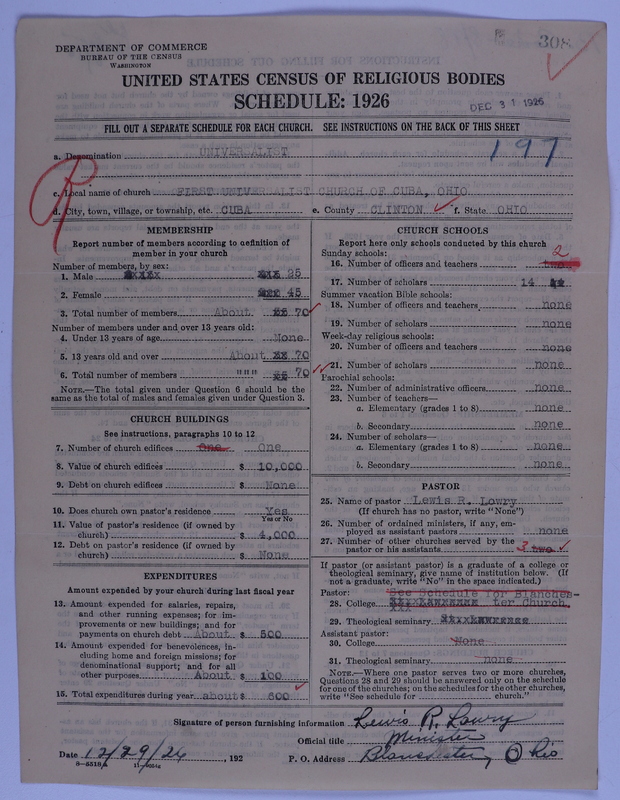 308
DEPARTMENT OF COMMERCE
BUREAU OF THE CENSUS
WASHINGTON
UNITED STATES CENSUS OF RELIGIOUS BODIES
SCHEDULE: 1926
DEC 31 1926
FILL OUT A SEPARATE SCHEDULE FOR EACH CHURCH. SEE INSTRUCTIONS ON THE BACK OF THIS SHEET
a. Denomination UNIVERSALIST
197
R
c. Local name of church FIRST UNIVERSALIST CHURCH OF CUBA, OHIO
d. City, town, village, or township, etc. CUBA e. County CLINTON f. State OHIO
MEMBERSHIP
Report number of members according to definition of
member in your church
Number of members, by sex:
1. Male 25
2. Female 45
3. Total number of members About 70
Number of members under and over 13 years old:
4. Under 13 years of age None
5. 13 years old and over About 70
6. Total number of members """ 70
NOTE.—The total given under Question 6 should be the
same as the total of males and females given under Question 3.
CHURCH BUILDINGS
See instructions, paragraphs 10 to 12
7. Number of church edifices One One
8. Value of church edifices $ 10,000
9. Debt on church edifices $ None
10. Does church own pastor's residence Yes
Yes or No
11. Value of pastor's residence (if owned by
church) $ 4,000
12. Debt on pastor's residence (if owned by
church) $ None
EXPENDITURES
Amount expended by your church during last fiscal year
13. Amount expended for salaries, repairs,
and other running expenses; for im-
provements or new buildings; and for
payments on church debt About $ 500
14. Amount expended for benevolences, in-
cluding home and foreign missions; for
denominational support; and for all
other purposes About $ 100
15. Total expenditures during year about $ 600
CHURCH SCHOOLS
Report here only schools conducted by this church
Sunday schools:
16. Number of officers and teachers two 2
17. Number of scholars 14
Summer vacation Bible schools:
18. Number of officers and teachers none
19. Number of scholars none
Week-day religious schools:
20. Number of officers and teachers none
21. Number of scholars none
Parochial schools:
22. Number of administrative officers none
23. Number of teachers—
a. Elementary (grades 1 to 8) none
b. Secondary none
24. Number of scholars—
a. Elementary (grades 1 to 8) none
b. Secondary none
PASTOR
25. Name of pastor Lewis R. Lowry
(If church has no pastor, write "None")
26. Number of ordained ministers, if any, em-
ployed as assistant pastors none
27. Number of other churches served by the
pastor or his assistants 3 two
If pastor (or assistant pastor) is a graduate of a college or
theological seminary, give name of institution below. (If
not a graduate, write "No" in the space indicated.)
Pastor: See Schedule for Blanches-
28. College ter Church.
29. Theological seminary
Assistant pastor:
30. College None
31. Theological seminary none
NOTE.—Where one pastor serves two or more churches,
Questions 28 and 29 should be answered only on the schedule
for one of the churches; on the schedules for the other churches,
write "See schedule for church."
Signature of person furnishing information Lewis R. Lowry
Official title Minister
Date 12/29/26, 192 P. O. Address Blanchester, Ohio
8-5518a 11-9054a